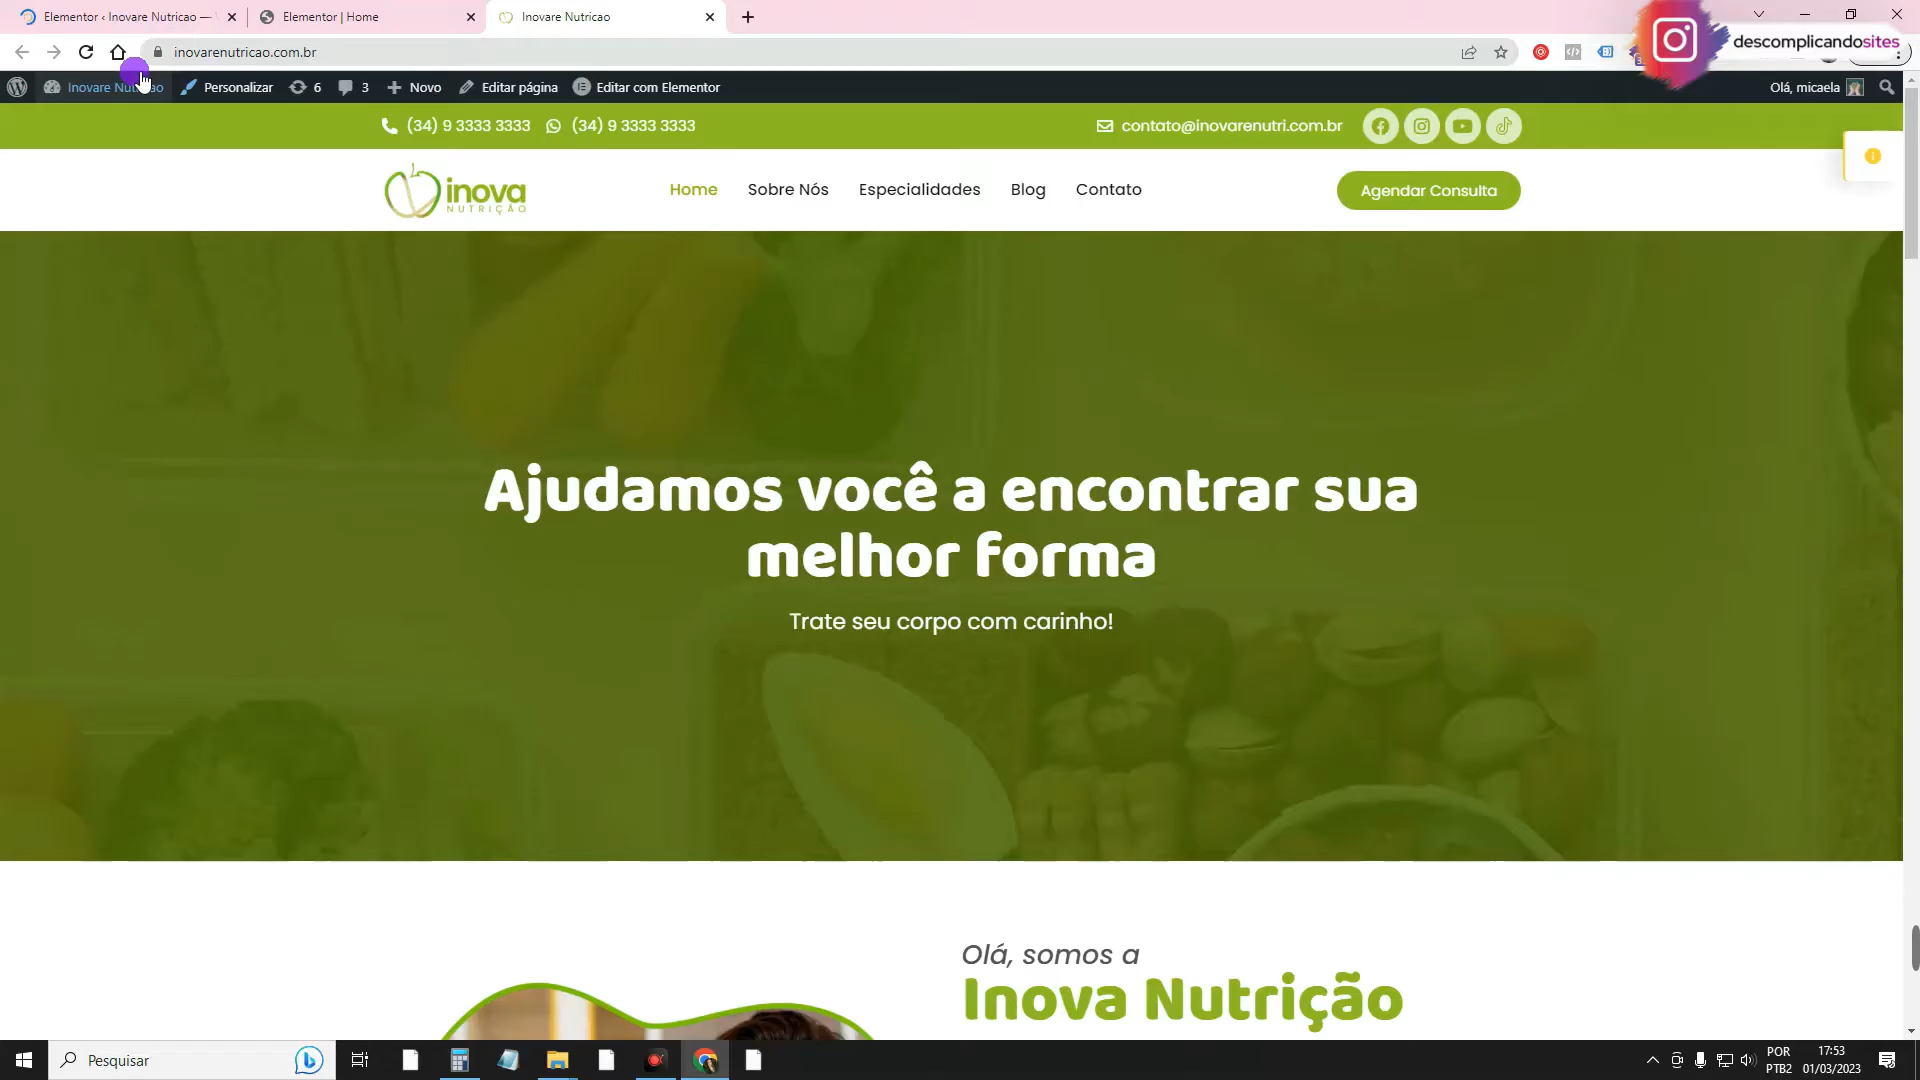 Elementor ‹ Inovare Nutricao —
Elementor | Home
Inovare Nutricao
inovarenutricao.com.br
descomplicandosites
Inovare Nutricao
Personalizar
6
3
Novo
Editar página
Editar com Elementor
Olá, micaela
(34) 9 3333 3333
(34) 9 3333 3333
contato@inovarenutri.com.br
inova
NUTRIÇÃO
Home
Sobre Nós
Especialidades
Blog
Contato
Agendar Consulta
Ajudamos você a encontrar sua
melhor forma
Trate seu corpo com carinho!
Olá, somos a
Inova Nutrição
Pesquisar
POR
PTB2
17:53
01/03/2023